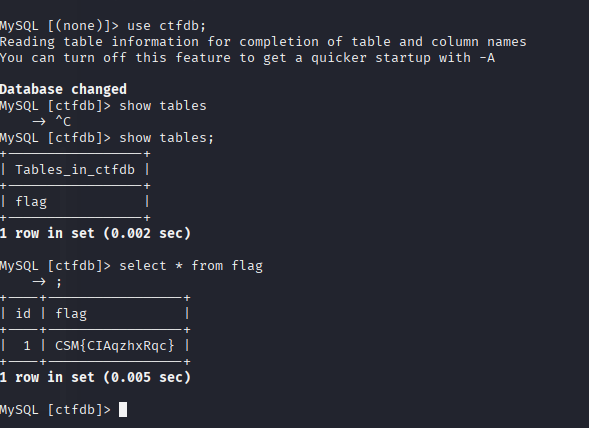 MySQL [(none)]> use ctfdb;
Reading table information for completion of table and column names
You can turn off this feature to get a quicker startup with -A
Database changed
MySQL [ctfdb]> show tables
    → ^C
MySQL [ctfdb]> show tables;
+----------------+
| Tables_in_ctfdb |
+----------------+
| flag            |
+----------------+
1 row in set (0.002 sec)
MySQL [ctfdb]> select * from flag
    → ;
+----+-----------------+
| id | flag            |
+----+-----------------+
|  1 | CSM{CIAqzhxRqc} |
+----+-----------------+
1 row in set (0.005 sec)
MySQL [ctfdb]>